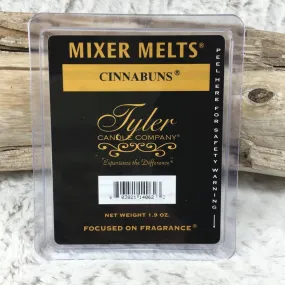 MIXER MELTS®
CINNABUNS®
Tyler
CANDLE COMPANY®
"Experience the Difference"
NET WEIGHT 1.9 OZ.
FOCUSED ON FRAGRANCE®
PEEL HERE FOR SAFETY WARNING